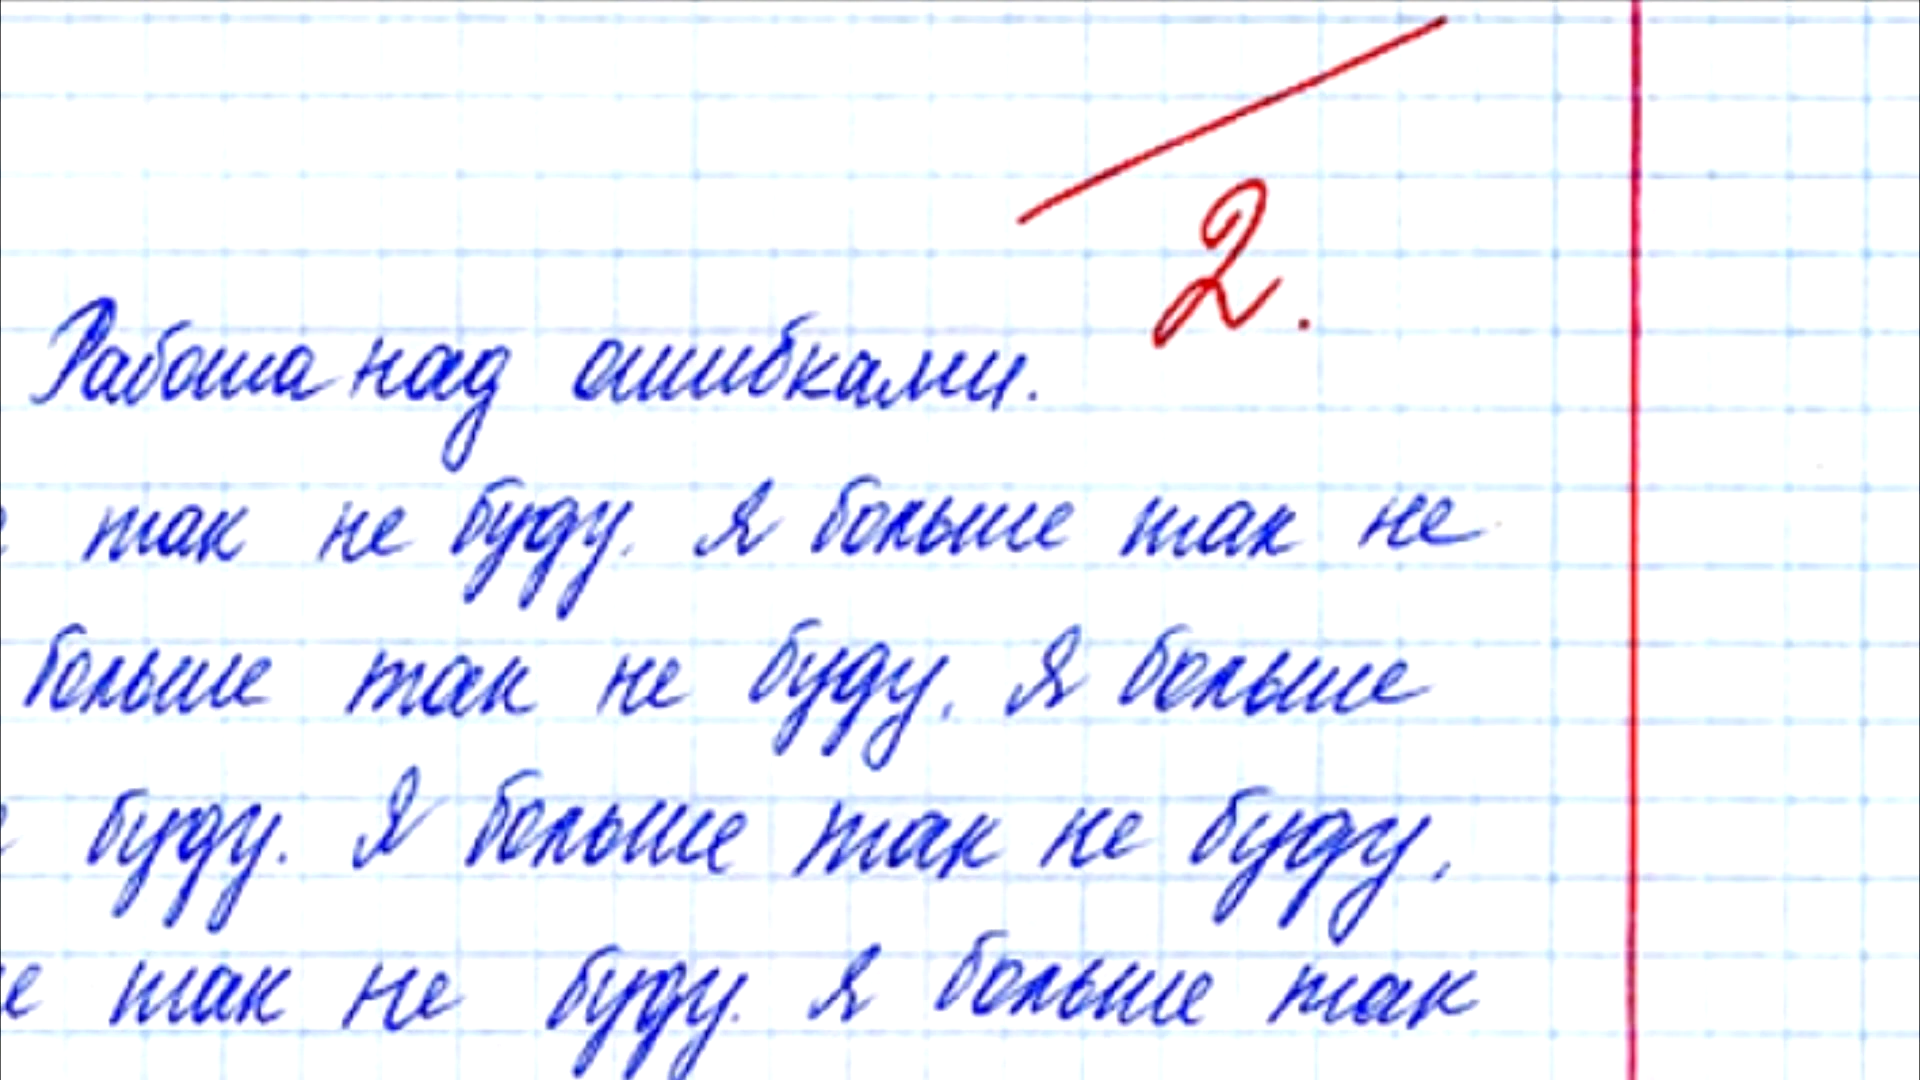 2.
Работа над ошибками.
так не буду. Я больше так не
больше так не буду. Я больше
буду. Я больше так не буду.
так не буду. Я больше так